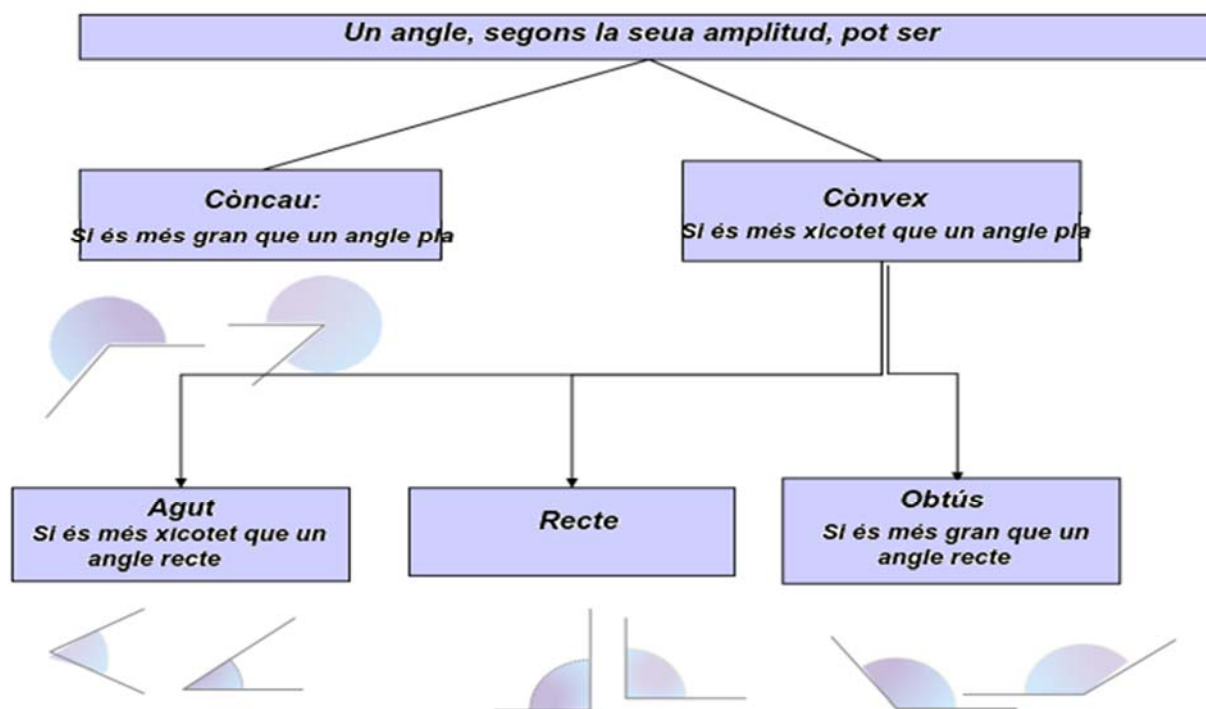 Un angle, segons la seua amplitud, pot ser
Còncau:
Si és més gran que un angle pla
Cònvex
Si és més xicotet que un angle pla
Agut
Si és més xicotet que un
angle recte
Recte
Obtús
Si és més gran que un
angle recte